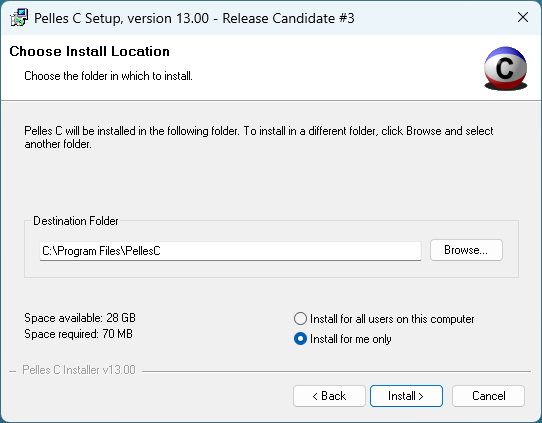 Pelles C Setup, version 13.00 - Release Candidate #3
Choose Install Location
Choose the folder in which to install.
C
Pelles C will be installed in the following folder. To install in a different folder, click Browse and select
another folder.
Destination Folder
C:\Program Files\PellesC
Browse...
Space available: 28 GB
Space required: 70 MB
Install for all users on this computer
Install for me only
Pelles C Installer v13.00
< Back
Install >
Cancel